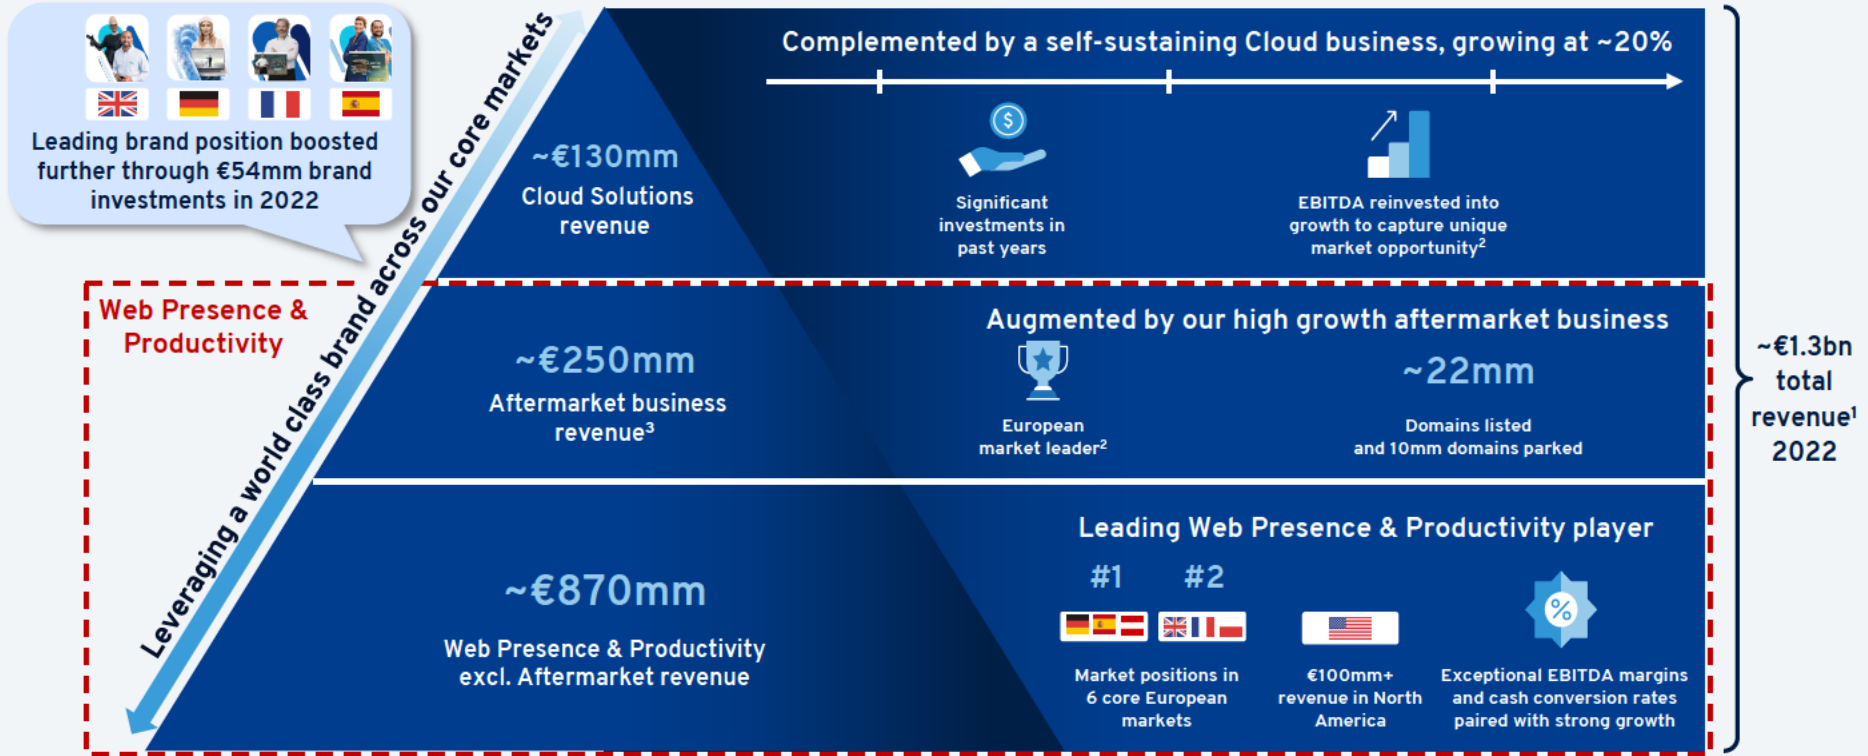 Leading brand position boosted
further through €54mm brand
investments in 2022
Leveraging a world class brand across our core markets
Complemented by a self-sustaining Cloud business, growing at ~20%
~€130mm
Cloud Solutions
revenue
$
Significant
investments in
past years
EBITDA reinvested into
growth to capture unique
market opportunity²
Web Presence &
Productivity
~€250mm
Aftermarket business
revenue³
Augmented by our high growth aftermarket business
European
market leader²
~22mm
Domains listed
and 10mm domains parked
~€870mm
Web Presence & Productivity
excl. Aftermarket revenue
Leading Web Presence & Productivity player
#1 #2
Market positions in
6 core European
markets
€100mm+
revenue in North
America
%
Exceptional EBITDA margins
and cash conversion rates
paired with strong growth
~€1.3bn
total
revenue¹
2022